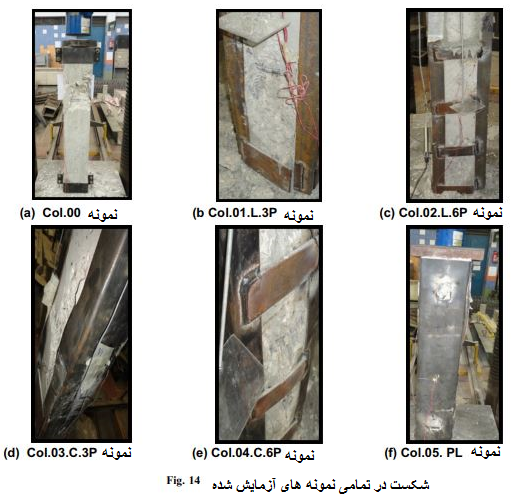 (a) Col.00 نمونه
(b) Col.01.L.3P نمونه
(c) Col.02.L.6P نمونه
(d) Col.03.C.3P نمونه
(e) Col.04.C.6P نمونه
(f) Col.05. PL نمونه
Fig. 14 شکست در تمامی نمونه های آزمایش شده